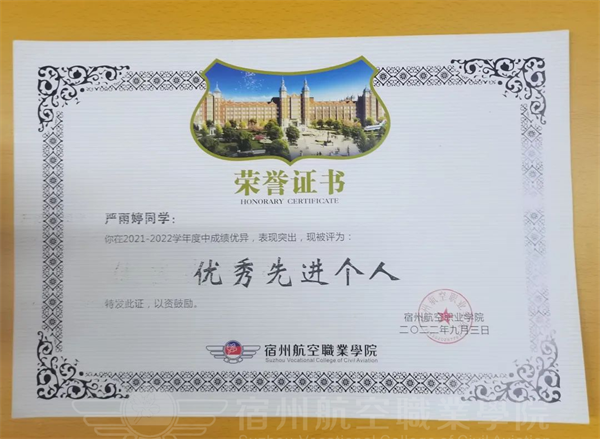 荣誉证书
HONORARY CERTIFICATE
严雨婷同学：
你在2021-2022学年度中成绩优异，表现突出，现被评为：
优秀先进个人
特发此证，以资鼓励。
宿州航空职业学院
二〇二二年九月三日
宿州航空職業學院
Suzhou Vocational College of Civil Aviation
宿州航空職業學院